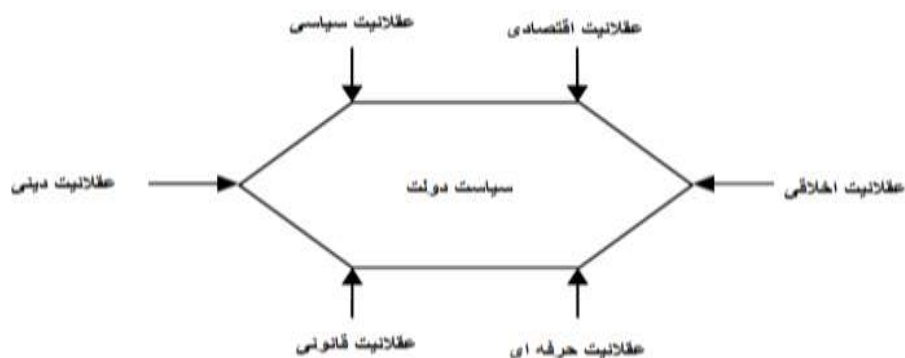 عقلانیت اقتصادی
عقلانیت سیاسی
عقلانیت اخلاقی
سیاست دولت
عقلانیت دینی
عقلانیت حرفه ای
عقلانیت قانونی